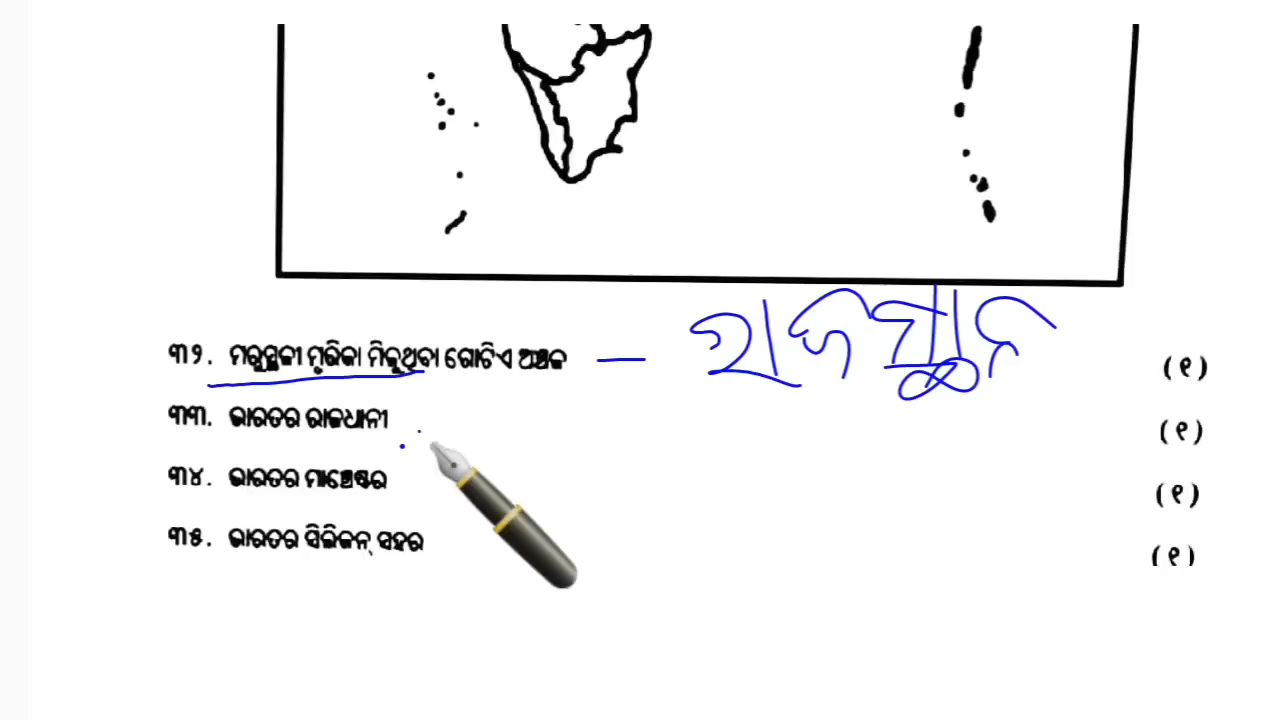 ୩୨. ମରୁସ୍ଥଳୀ ମୃତ୍ତିକା ମିଳୁଥିବା ଗୋଟିଏ ଅଞ୍ଚଳ — ରାଜସ୍ଥାନ (୧)
୩୩. ଭାରତର ରାଜଧାନୀ (୧)
୩୪. ଭାରତର ମାଞ୍ଚେଷ୍ଟର (୧)
୩୫. ଭାରତର ସିଲିକନ୍ ସହର (୧)